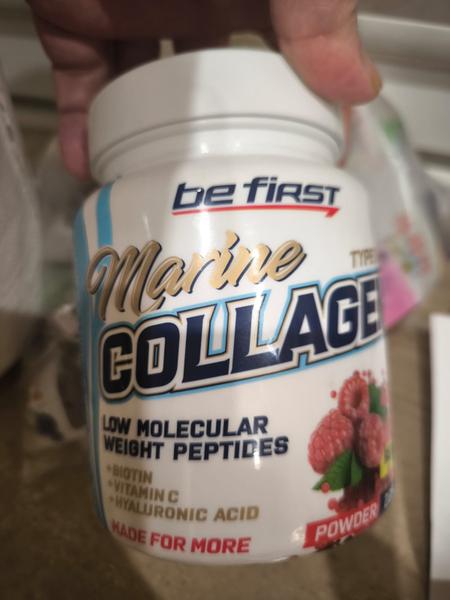 be first
Marine
TYPE
COLLAGE
LOW MOLECULAR
WEIGHT PEPTIDES
+BIOTIN
+VITAMIN C
+HYALURONIC ACID
MADE FOR MORE
POWDER